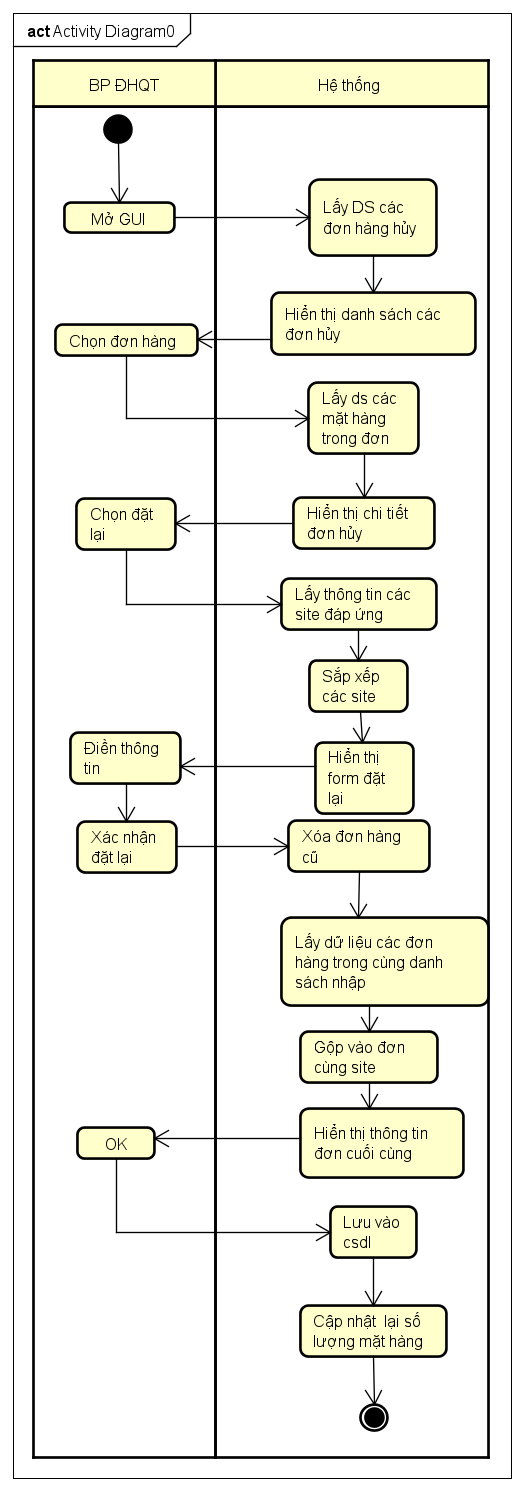 act Activity Diagram0
BP ĐHQT
Hệ thống
Mở GUI
Lấy DS các
đơn hàng hủy
Hiển thị danh sách các
đơn hủy
Chọn đơn hàng
Lấy ds các
mặt hàng
trong đơn
Hiển thị chi tiết
đơn hủy
Chọn đặt
lại
Lấy thông tin các
site đáp ứng
Sắp xếp
các site
Hiển thị
form đặt
lại
Điền thông
tin
Xác nhận
đặt lại
Xóa đơn hàng
cũ
Lấy dữ liệu các đơn
hàng trong cùng danh
sách nhập
Gộp vào đơn
cùng site
Hiển thị thông tin
đơn cuối cùng
OK
Lưu vào
csdl
Cập nhật  lại số
lượng mặt hàng